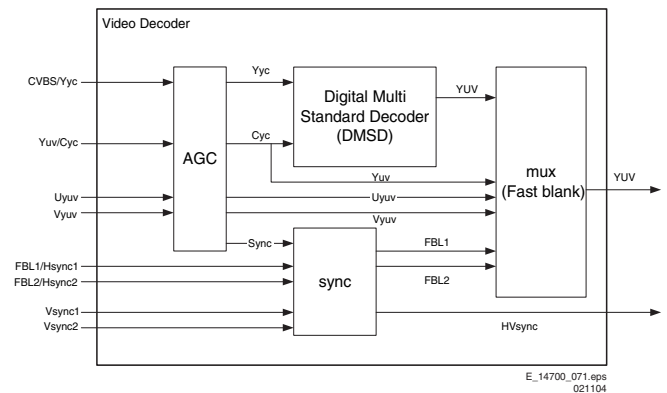 Video Decoder
CVBS/Yyc
Yyc
Digital Multi
Standard Decoder
(DMSD)
YUV
Yuv/Cyc
AGC
Cyc
Yuv
mux
(Fast blank)
YUV
Uyuv
Uyuv
Vyuv
Vyuv
Sync
FBL1
FBL1/Hsync1
FBL2/Hsync2
sync
FBL2
Vsync1
Vsync2
HVsync
E_14700_071.eps
021104